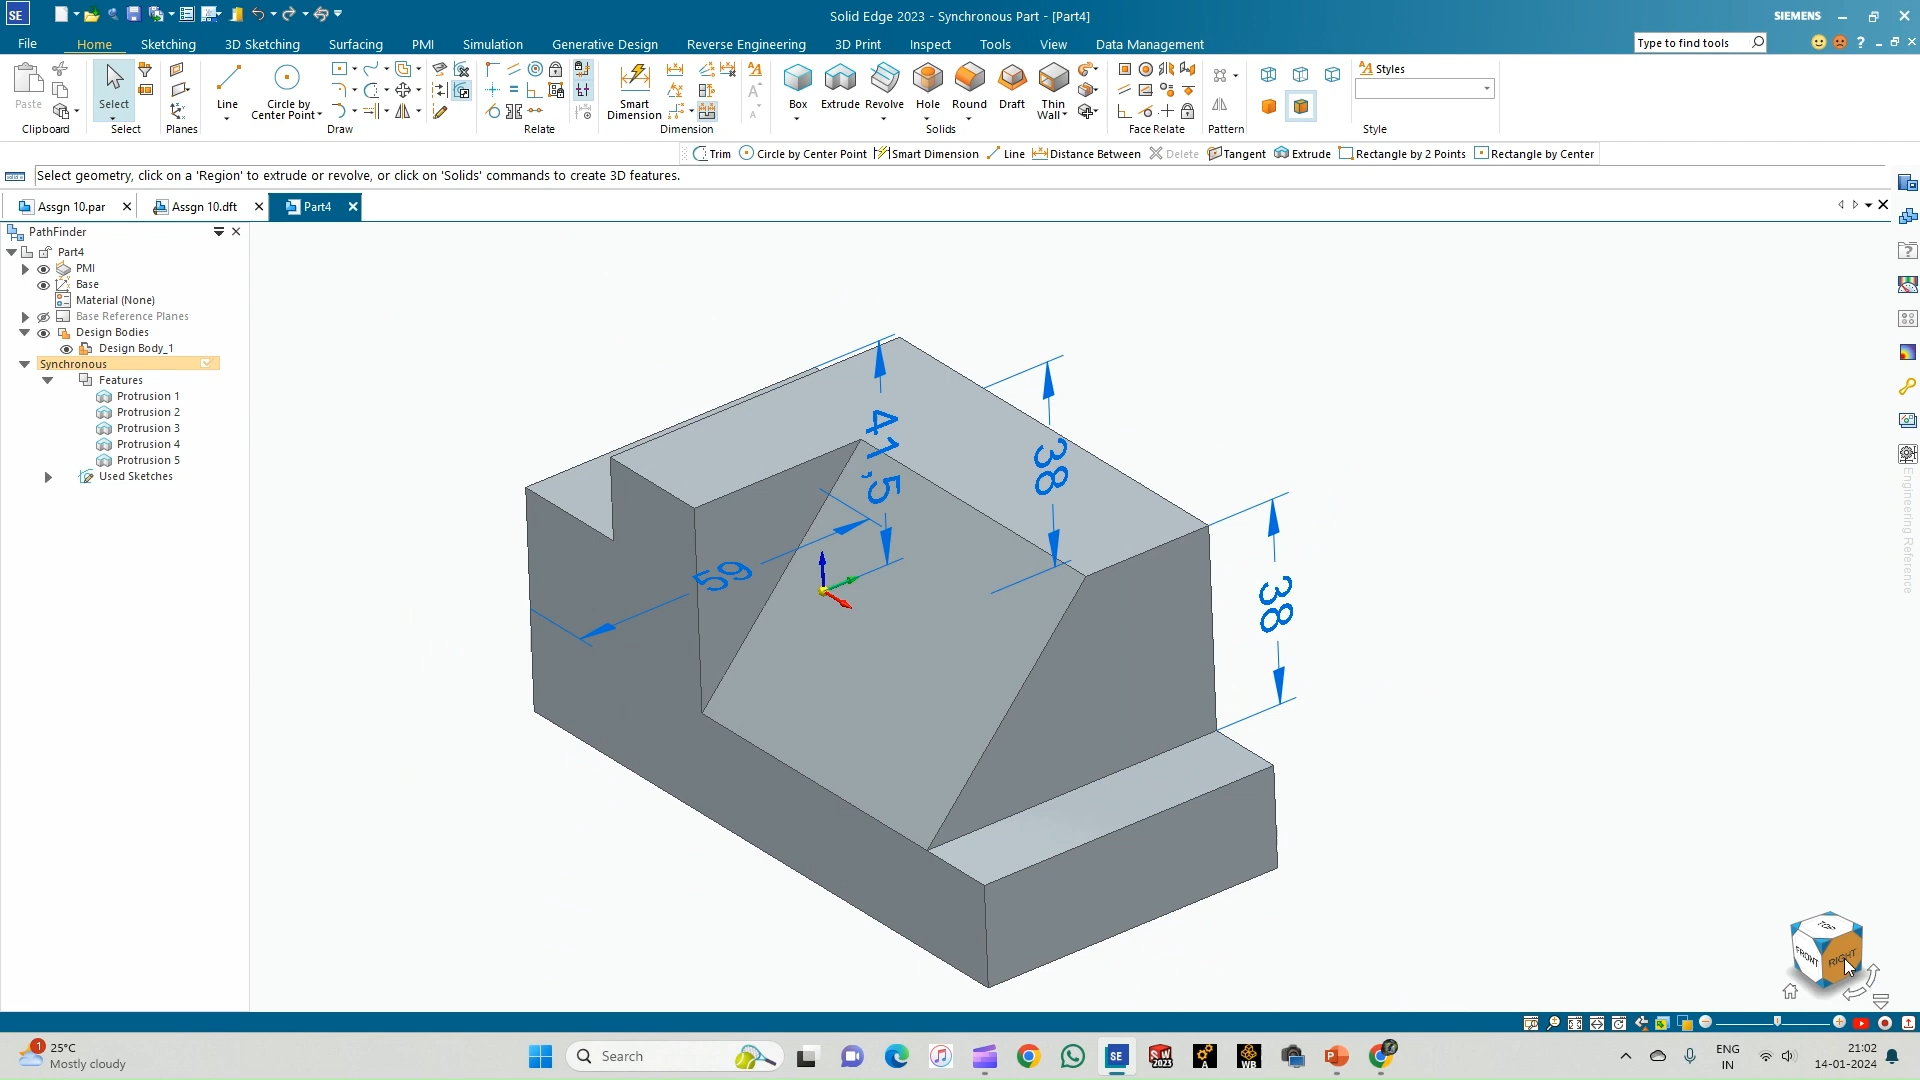 SE
Solid Edge 2023 - Synchronous Part - [Part4]
SIEMENS
File Home Sketching 3D Sketching Surfacing PMI Simulation Generative Design Reverse Engineering 3D Print Inspect Tools View Data Management
Type to find tools
Paste Select Line Circle by Center Point Smart Dimension Box Extrude Revolve Hole Round Draft Thin Wall Styles
Clipboard Select Planes Draw Relate Dimension Solids Face Relate Pattern Style
Trim Circle by Center Point Smart Dimension Line Distance Between Delete Tangent Extrude Rectangle by 2 Points Rectangle by Center
Select geometry, click on a 'Region' to extrude or revolve, or click on 'Solids' commands to create 3D features.
Assgn 10.par Assgn 10.dft Part4
PathFinder
Part4
PMI
Base
Material (None)
Base Reference Planes
Design Bodies
Design Body_1
Synchronous
Features
Protrusion 1
Protrusion 2
Protrusion 3
Protrusion 4
Protrusion 5
Used Sketches
41,5
38
59
38
Engineering Reference
TOP
FRONT
RIGHT
1
25°C
Mostly cloudy
Search
SE
2023
A
WB
ENG
IN
21:02
14-01-2024